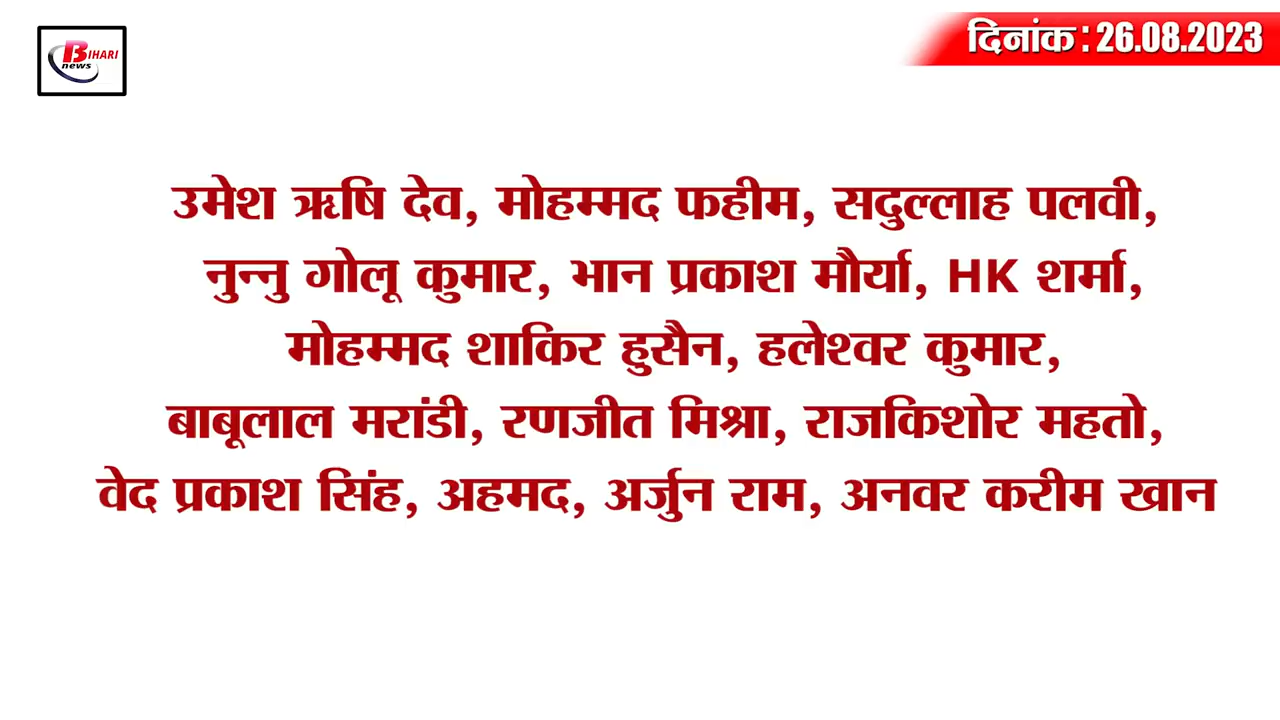 BIHARI
news
दिनांक : 26.08.2023
उमेश ऋषि देव, मोहम्मद फहीम, सदुल्लाह पलवी,
नुन्नु गोलू कुमार, भान प्रकाश मौर्या, HK शर्मा,
मोहम्मद शाकिर हुसैन, हलेश्वर कुमार,
बाबूलाल मरांडी, रणजीत मिश्रा, राजकिशोर महतो,
वेद प्रकाश सिंह, अहमद, अर्जुन राम, अनवर करीम खान